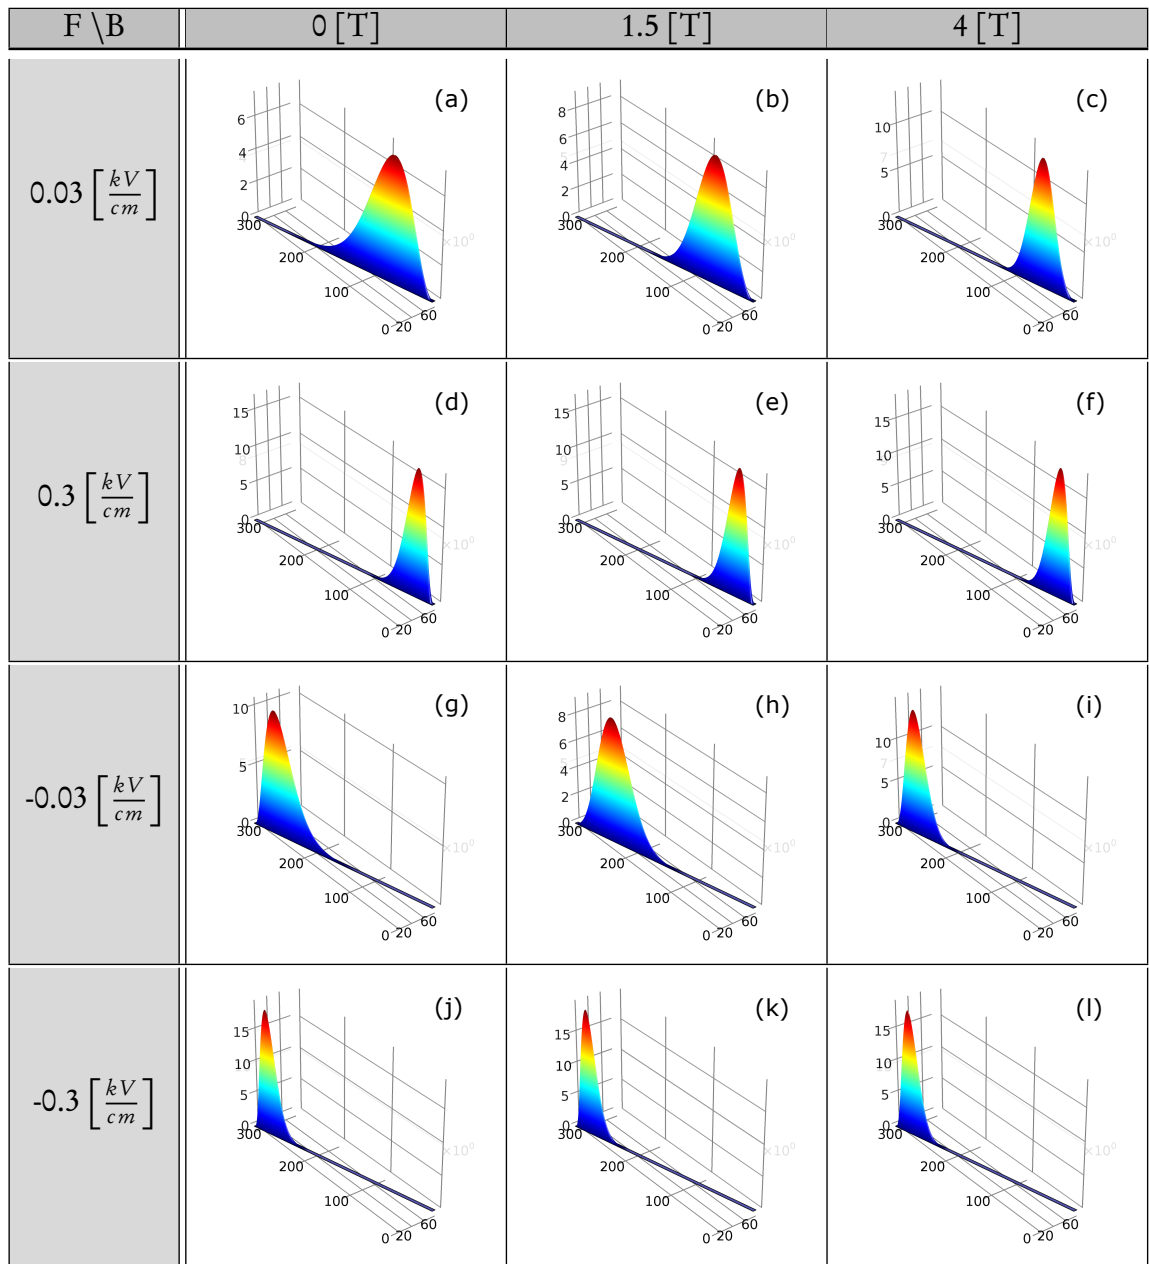 F \B 0 [T] 1.5 [T] 4 [T]
0.03 [kV/cm]
(a) 6 4 2 0 300 200 100 0 20 60 ×10⁰
(b) 8 6 4 2 0 300 200 100 0 20 60 ×10⁰
(c) 10 7 5 0 300 200 100 0 20 60 ×10⁰
0.3 [kV/cm]
(d) 15 10 5 0 300 200 100 0 20 60 ×10⁰
(e) 15 10 5 0 300 200 100 0 20 60 ×10⁰
(f) 15 10 5 0 300 200 100 0 20 60 ×10⁰
-0.03 [kV/cm]
(g) 10 5 0 300 200 100 0 20 60 ×10⁰
(h) 8 6 4 2 0 300 200 100 0 20 60 ×10⁰
(i) 10 7 5 0 300 200 100 0 20 60 ×10⁰
-0.3 [kV/cm]
(j) 15 10 5 0 300 200 100 0 20 60 ×10⁰
(k) 15 10 5 0 300 200 100 0 20 60 ×10⁰
(l) 15 10 5 0 300 200 100 0 20 60 ×10⁰